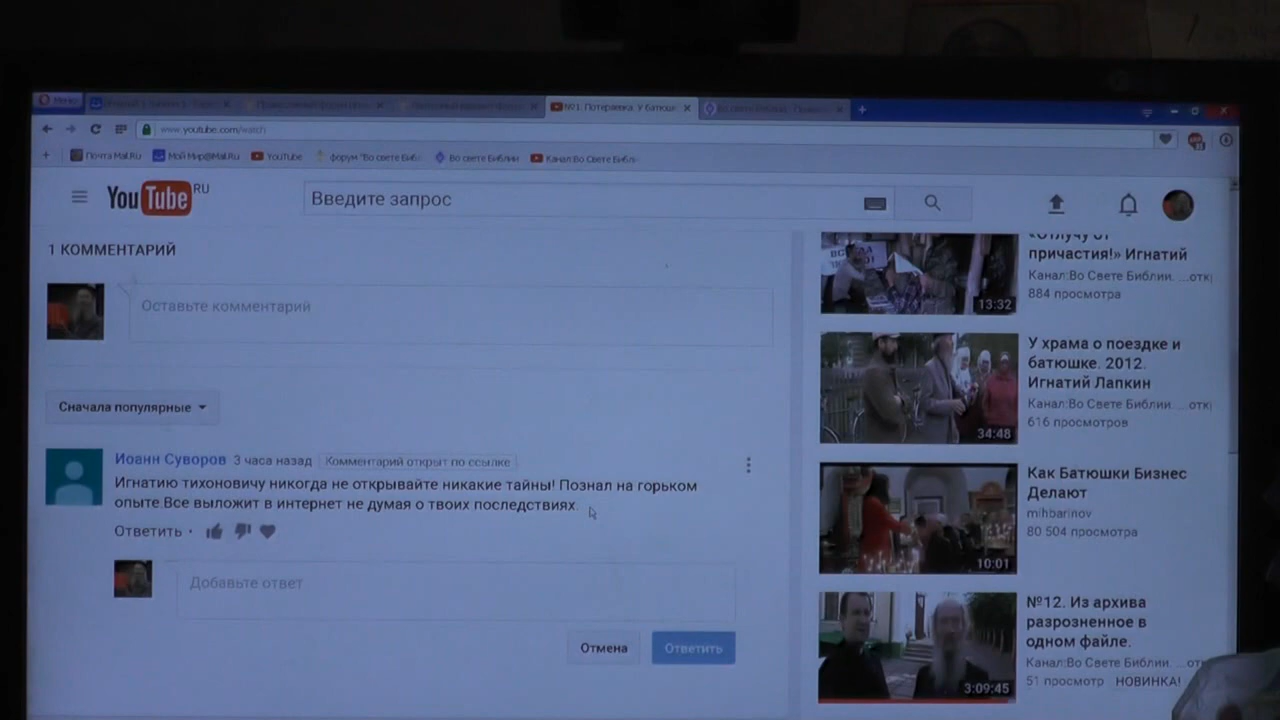 Меню
№1. Потеряевка. У батюшк
www.youtube.com/watch
Почта Mail.Ru
Мой Мир@Mail.Ru
YouTube
форум "Во свете Библ
Во свете Библии
Канал:Во Свете Библ
YouTube RU
Введите запрос
1 КОММЕНТАРИЙ
Оставьте комментарий
Сначала популярные
Иоанн Суворов 3 часа назад Комментарий открыт по ссылке
Игнатию тихоновичу никогда не открывайте никакие тайны! Познал на горьком
опыте.Все выложит в интернет не думая о твоих последствиях.
Ответить
Добавьте ответ
Отмена
Ответить
«Отлучу от
причастия!» Игнатий
Канал:Во Свете Библии. ...отк
884 просмотра
13:32
У храма о поездке и
батюшке. 2012.
Игнатий Лапкин
Канал:Во Свете Библии. ...отк
616 просмотров
34:48
Как Батюшки Бизнес
Делают
mihbarinov
80 504 просмотра
10:01
№12. Из архива
разрозненное в
одном файле.
Канал:Во Свете Библии. ...от
51 просмотр НОВИНКА!
3:09:45